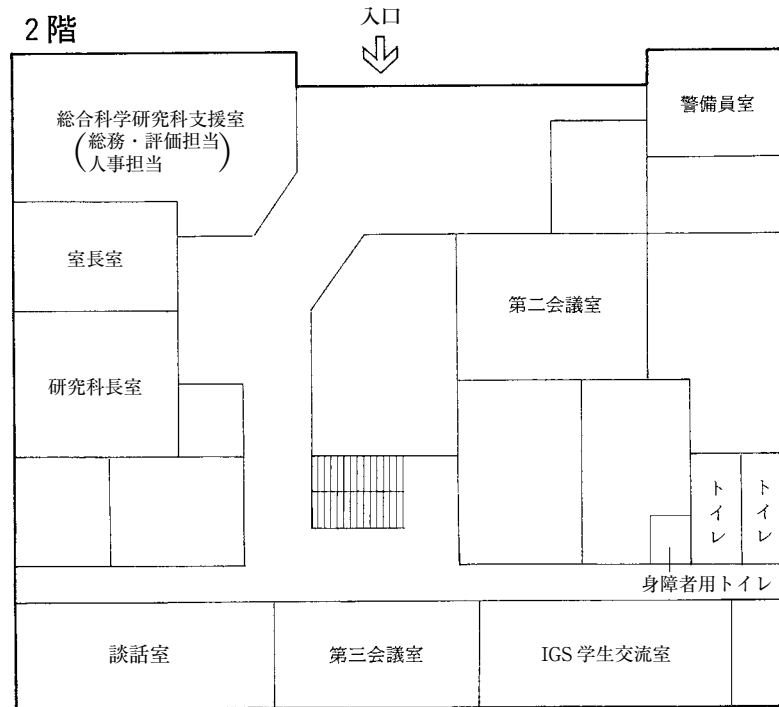 2階
入口
総合科学研究科支援室
(総務・評価担当)
人事担当
警備員室
室長室
第二会議室
研究科長室
トイレ
トイレ
身障者用トイレ
談話室
第三会議室
IGS 学生交流室